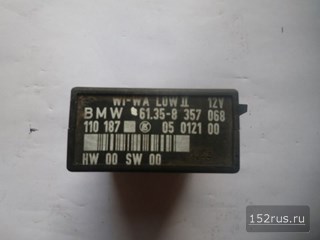 WI-WA LOW II 12V
BMW 61.35-8 357 068
110 187 05 0121 00
HW 00 SW 00
152rus.ru